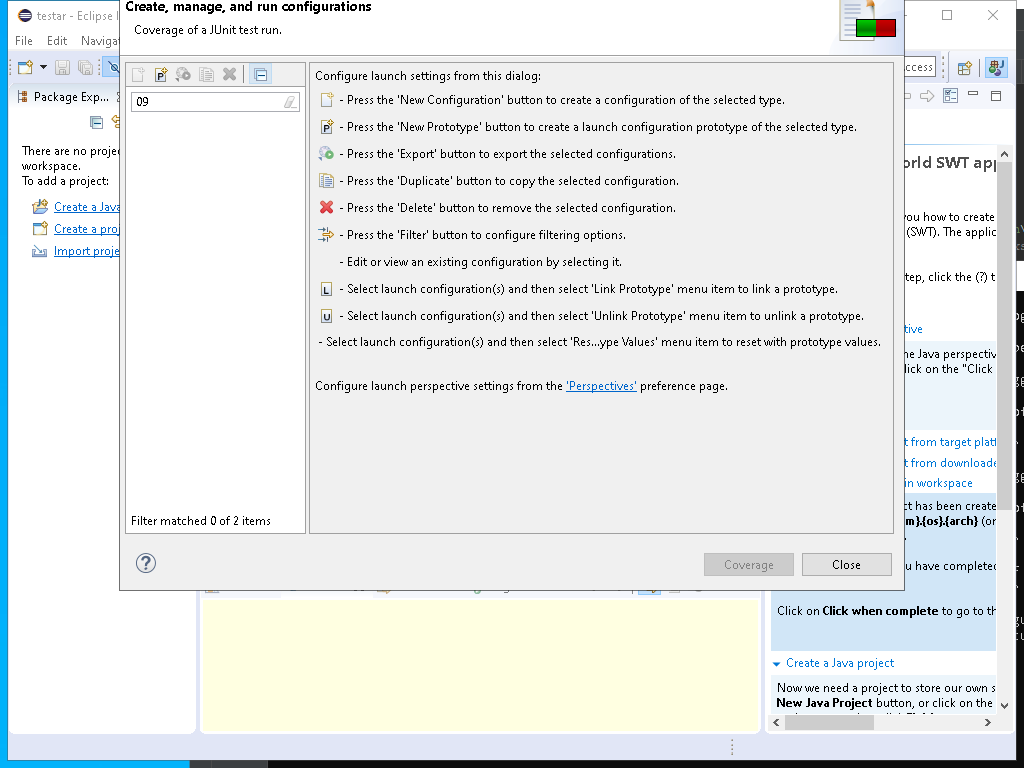 Create, manage, and run configurations
testar - Eclipse I
Coverage of a JUnit test run.
File Edit Navigat
Package Exp...
cess
09
Configure launch settings from this dialog:
- Press the 'New Configuration' button to create a configuration of the selected type.
- Press the 'New Prototype' button to create a launch configuration prototype of the selected type.
- Press the 'Export' button to export the selected configurations.
- Press the 'Duplicate' button to copy the selected configuration.
- Press the 'Delete' button to remove the selected configuration.
- Press the 'Filter' button to configure filtering options.
- Edit or view an existing configuration by selecting it.
L - Select launch configuration(s) and then select 'Link Prototype' menu item to link a prototype.
U - Select launch configuration(s) and then select 'Unlink Prototype' menu item to unlink a prototype.
- Select launch configuration(s) and then select 'Res...ype Values' menu item to reset with prototype values.
Configure launch perspective settings from the 'Perspectives' preference page.
Filter matched 0 of 2 items
Coverage Close
There are no projec
workspace.
To add a project:
Create a Java
Create a proj
Import proje
orld SWT app
you how to create
(SWT). The applic
tep, click the (?) t
tive
he Java perspectiv
lick on the "Click
t from target platf
t from downloade
in workspace
ct has been create
m}.{os}.{arch} (or
u have completed
Click on Click when complete to go to th
Create a Java project
Now we need a project to store our own s
New Java Project button, or click on the